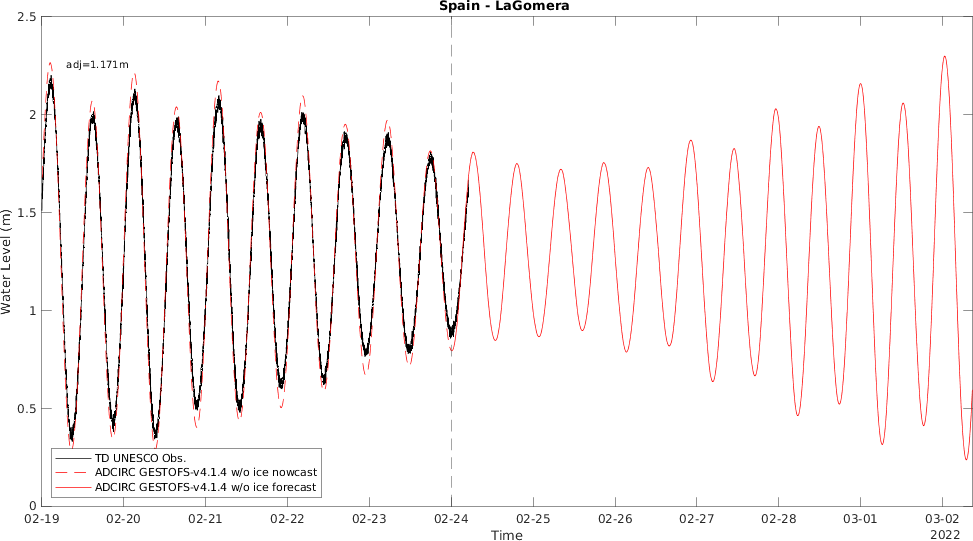 Spain - LaGomera
2.5
adj=1.171m
2
1.5
Water Level (m)
1
0.5
TD UNESCO Obs.
ADCIRC GESTOFS-v4.1.4 w/o ice nowcast
ADCIRC GESTOFS-v4.1.4 w/o ice forecast
0
02-19 02-20 02-21 02-22 02-23 02-24 02-25 02-26 02-27 02-28 03-01 03-02
Time 2022